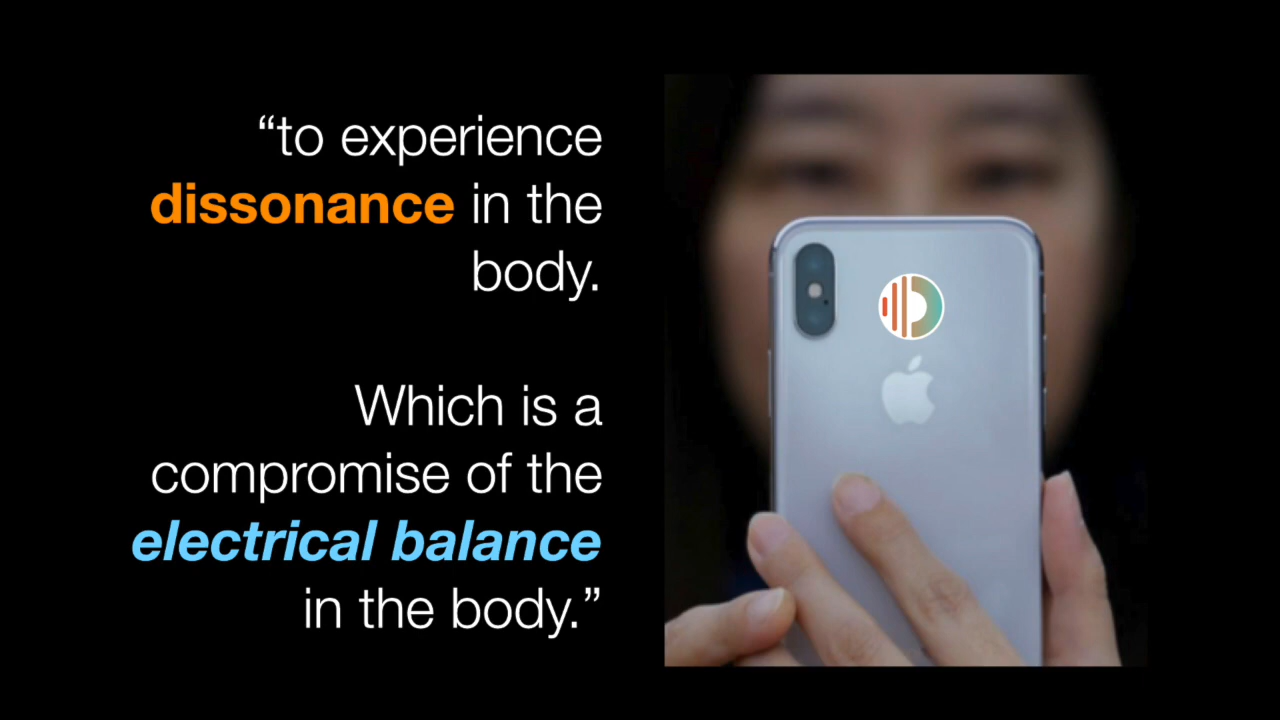 “to experience
dissonance in the
body.
Which is a
compromise of the
electrical balance
in the body.”